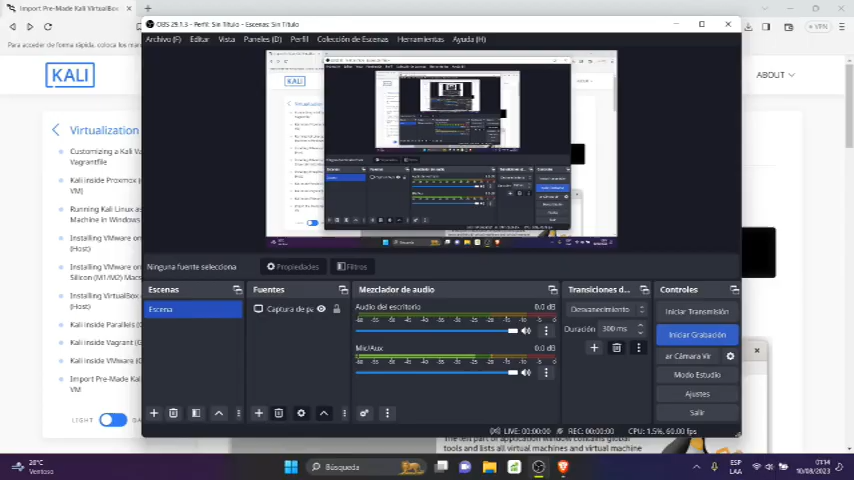 Import Pre-Made Kali VirtualBox
OBS 29.1.3 - Perfil: Sin Título - Escenas: Sin Título
Para acceder de forma rápida, coloca los mar
VPN
Archivo (F)
Editar
Vista
Paneles (D)
Perfil
Colección de Escenas
Herramientas
Ayuda (H)
KALI
ABOUT
Virtualization
Customizing a Kali V
Vagrantfile
Kali inside Proxmox (
Running Kali Linux as
Machine in Windows
Installing VMware on
(Host)
Installing VMware on
Silicon (M1/M2) Macs
Installing VirtualBox
(Host)
Kali inside Parallels (
Kali inside Vagrant (
Kali inside VMware (
Import Pre-Made Kal
VM
LIGHT
DA
Ninguna fuente selecciona
Propiedades
Filtros
Escenas
Escena
Fuentes
Captura de pa
Mezclador de audio
Audio del escritorio
0.0 dB
Mic/Aux
0.0 dB
Transiciones d...
Desvanecimiento
Duración
300 ms
Controles
Iniciar Transmisión
Iniciar Grabación
ar Cámara Vir
Modo Estudio
Ajustes
Salir
LIVE: 00:00:00
REC: 00:00:00
CPU: 1.5%, 60.00 fps
The left part of application window contains global
tools and lists all virtual machines and virtual machine
26°C
Ventoso
Búsqueda
ESP
LAA
01:14
10/08/2023